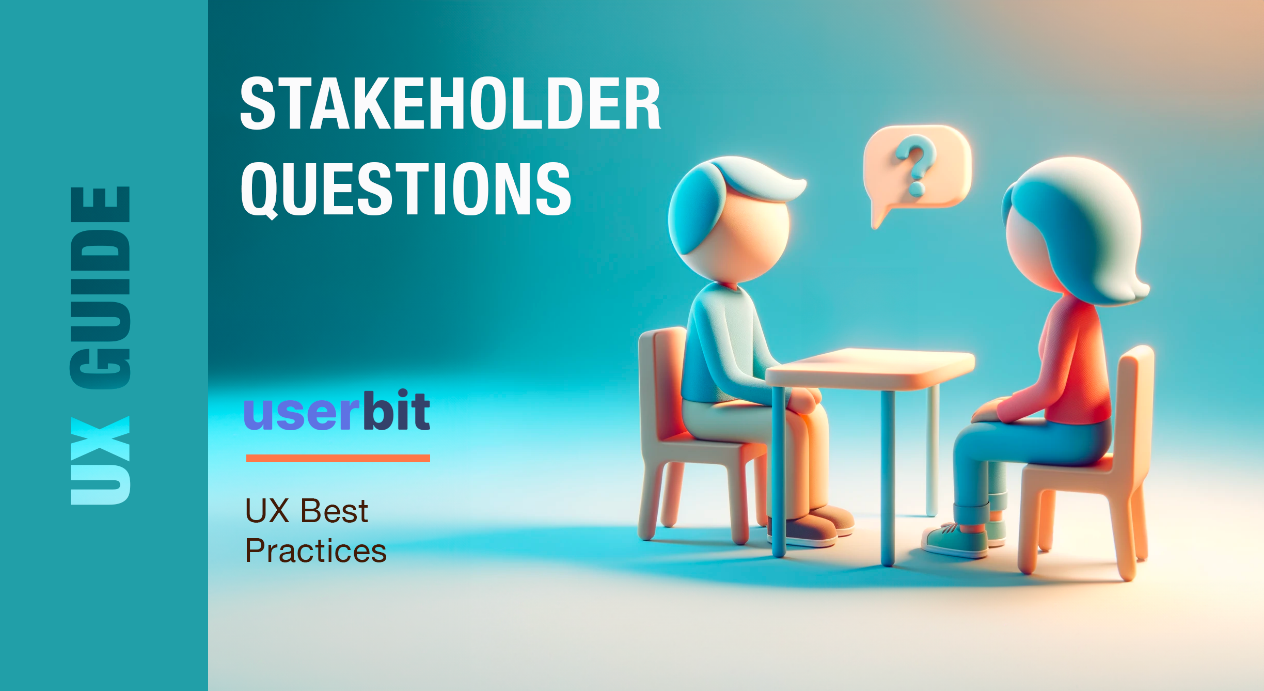 UX GUIDE
STAKEHOLDER
QUESTIONS
?
userbit
UX Best
Practices